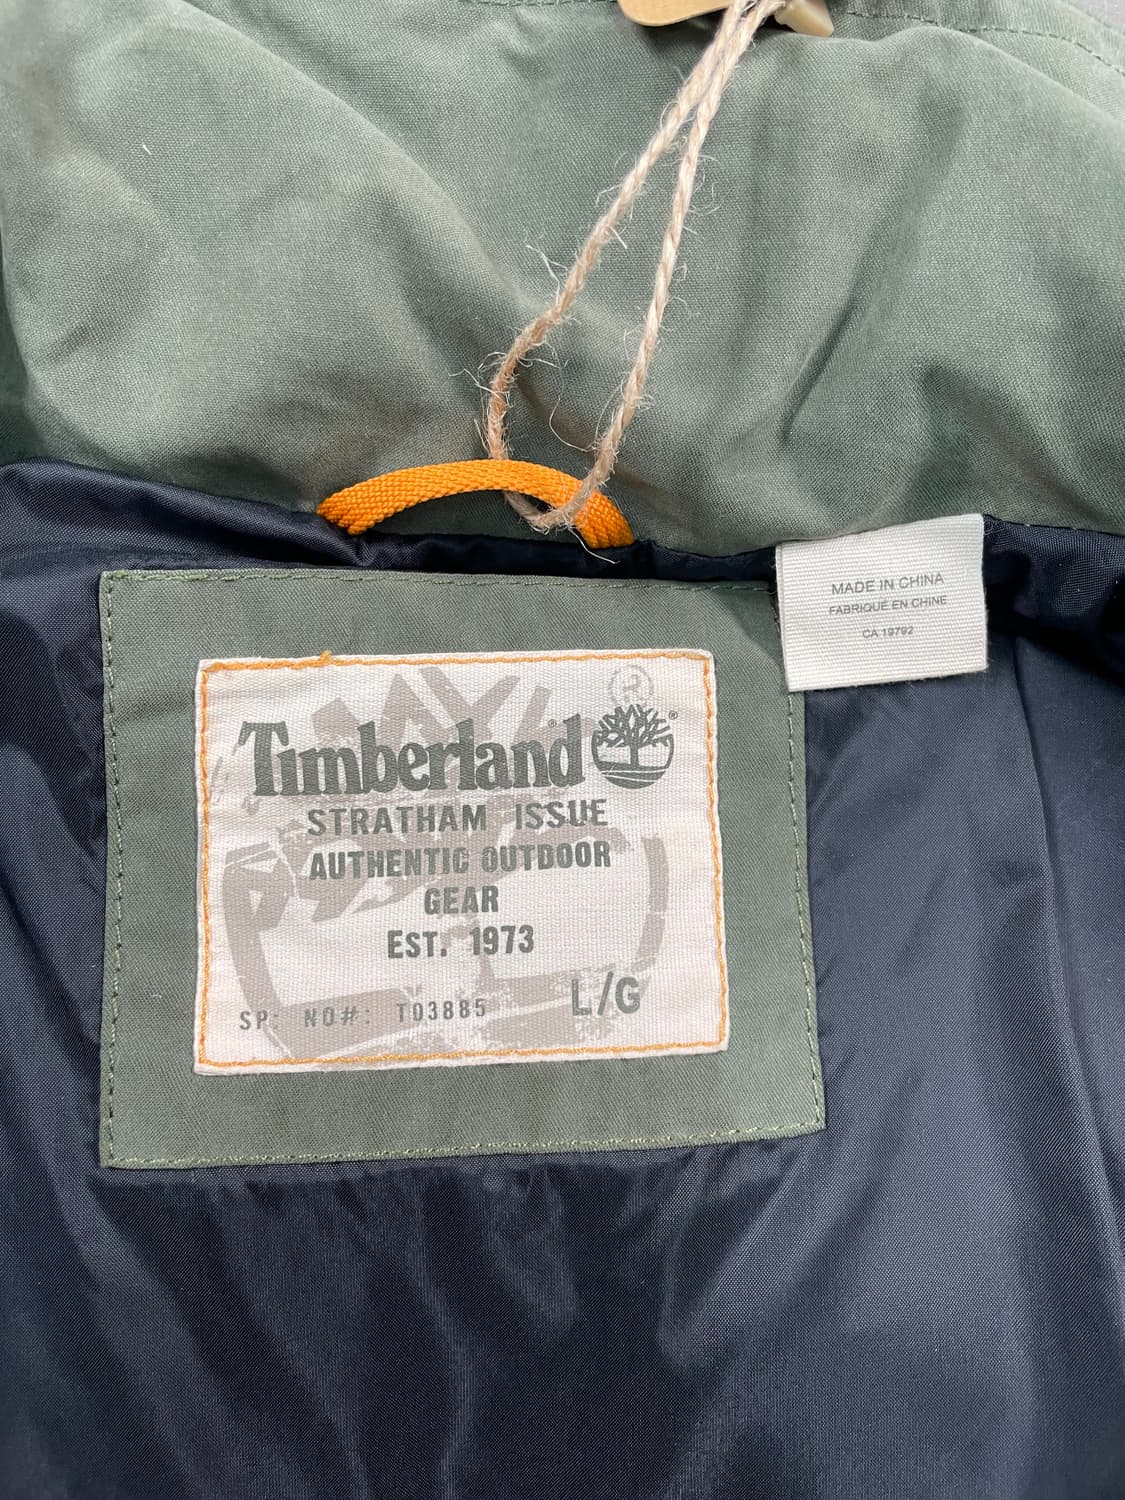 MADE IN CHINA
FABRIQUÉ EN CHINE
CA 19792
Timberland®
STRATHAM ISSUE
AUTHENTIC OUTDOOR
GEAR
EST. 1973
SP: NO#: T03885 L/G